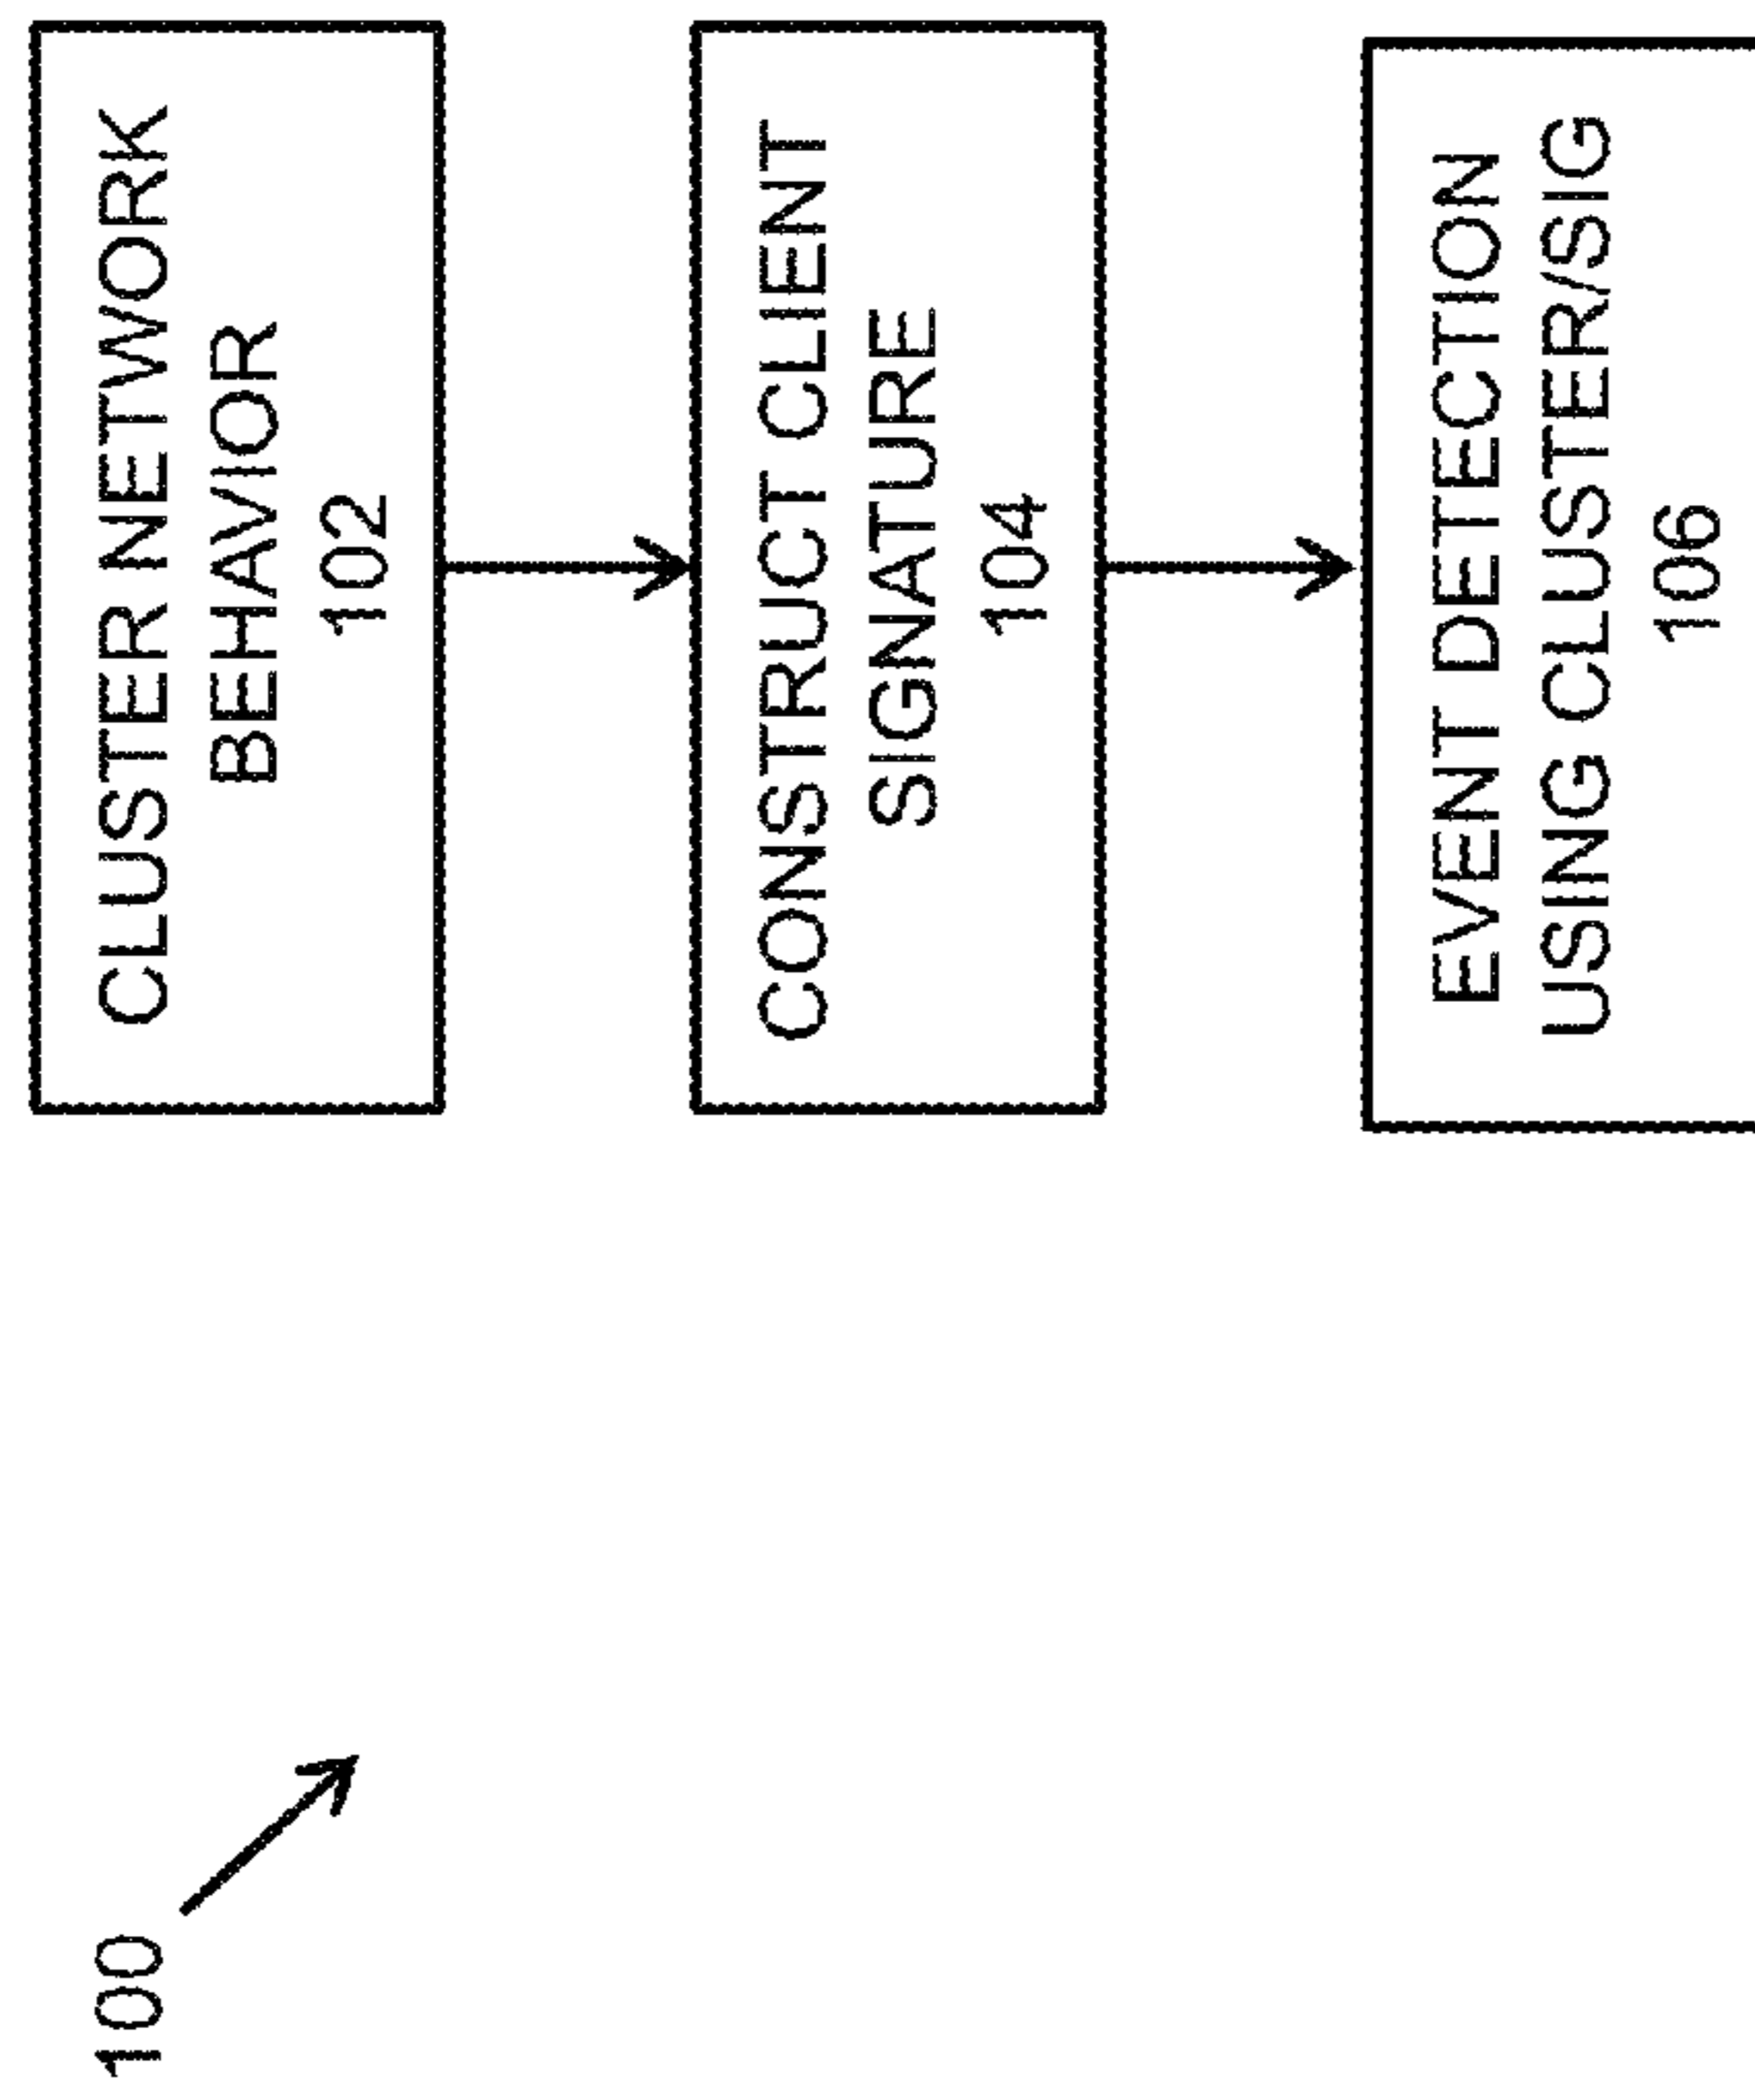 100
CLUSTER NETWORK
BEHAVIOR
102
CONSTRUCT CLIENT
SIGNATURE
104
EVENT DETECTION
USING CLUSTER/SIG
106